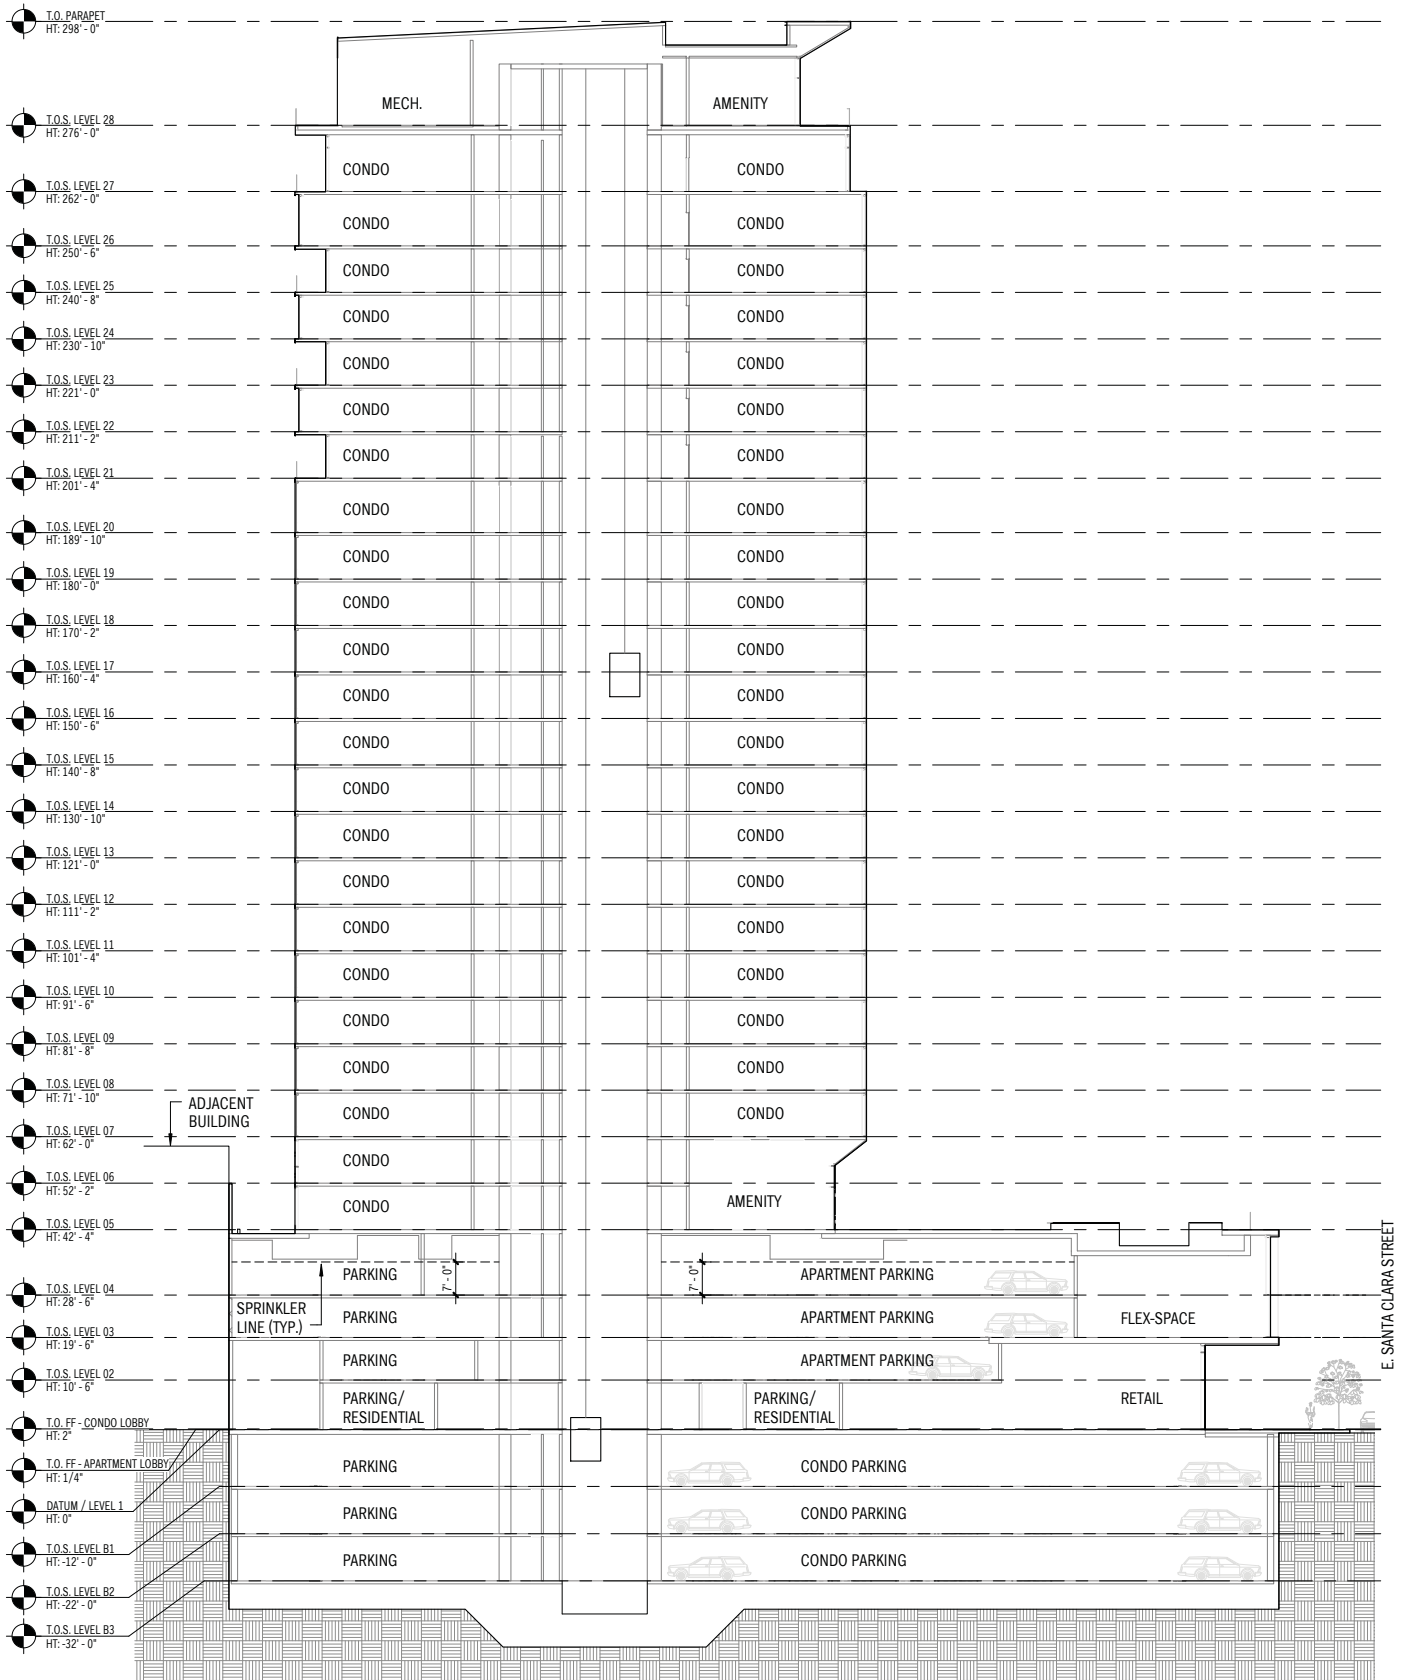 T.O. PARAPET
HT: 298' - 0"
MECH.
AMENITY
T.O.S. LEVEL 28
HT: 276' - 0"
CONDO
CONDO
T.O.S. LEVEL 27
HT: 262' - 0"
CONDO
CONDO
T.O.S. LEVEL 26
HT: 250' - 6"
CONDO
CONDO
T.O.S. LEVEL 25
HT: 240' - 8"
CONDO
CONDO
T.O.S. LEVEL 24
HT: 230' - 10"
CONDO
CONDO
T.O.S. LEVEL 23
HT: 221' - 0"
CONDO
CONDO
T.O.S. LEVEL 22
HT: 211' - 2"
CONDO
CONDO
T.O.S. LEVEL 21
HT: 201' - 4"
CONDO
CONDO
T.O.S. LEVEL 20
HT: 189' - 10"
CONDO
CONDO
T.O.S. LEVEL 19
HT: 180' - 0"
CONDO
CONDO
T.O.S. LEVEL 18
HT: 170' - 2"
CONDO
CONDO
T.O.S. LEVEL 17
HT: 160' - 4"
CONDO
CONDO
T.O.S. LEVEL 16
HT: 150' - 6"
CONDO
CONDO
T.O.S. LEVEL 15
HT: 140' - 8"
CONDO
CONDO
T.O.S. LEVEL 14
HT: 130' - 10"
CONDO
CONDO
T.O.S. LEVEL 13
HT: 121' - 0"
CONDO
CONDO
T.O.S. LEVEL 12
HT: 111' - 2"
CONDO
CONDO
T.O.S. LEVEL 11
HT: 101' - 4"
CONDO
CONDO
T.O.S. LEVEL 10
HT: 91' - 6"
CONDO
CONDO
T.O.S. LEVEL 09
HT: 81' - 8"
CONDO
CONDO
T.O.S. LEVEL 08
HT: 71' - 10"
ADJACENT
BUILDING
CONDO
CONDO
T.O.S. LEVEL 07
HT: 62' - 0"
CONDO
T.O.S. LEVEL 06
HT: 52' - 2"
CONDO
AMENITY
T.O.S. LEVEL 05
HT: 42' - 4"
PARKING
7' - 0"
7' - 0"
APARTMENT PARKING
T.O.S. LEVEL 04
HT: 28' - 6"
SPRINKLER
LINE (TYP.)
PARKING
APARTMENT PARKING
FLEX-SPACE
E. SANTA CLARA STREET
T.O.S. LEVEL 03
HT: 19' - 6"
PARKING
APARTMENT PARKING
T.O.S. LEVEL 02
HT: 10' - 6"
PARKING/
RESIDENTIAL
PARKING/
RESIDENTIAL
RETAIL
T.O. FF - CONDO LOBBY
HT: 2"
T.O. FF - APARTMENT LOBBY
HT: 1/4"
PARKING
CONDO PARKING
DATUM / LEVEL 1
HT: 0"
PARKING
CONDO PARKING
T.O.S. LEVEL B1
HT: -12' - 0"
PARKING
CONDO PARKING
T.O.S. LEVEL B2
HT: -22' - 0"
T.O.S. LEVEL B3
HT: -32' - 0"